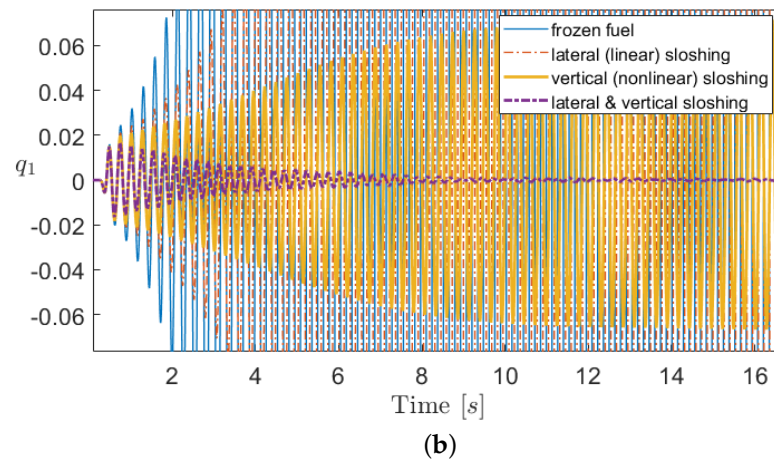 0.06
0.04
0.02
0
-0.02
-0.04
-0.06
q1
frozen fuel
lateral (linear) sloshing
vertical (nonlinear) sloshing
lateral & vertical sloshing
2 4 6 8 10 12 14 16
Time [s]
(b)